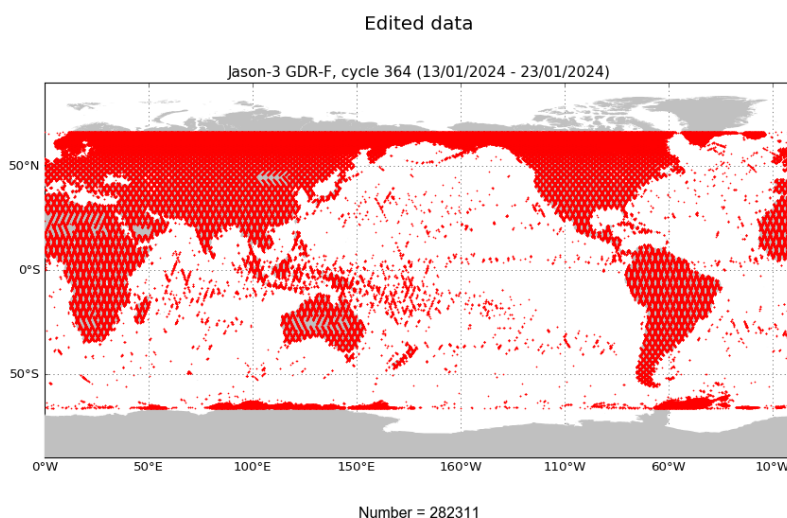 Edited data
Jason-3 GDR-F, cycle 364 (13/01/2024 - 23/01/2024)
50°N
0°S
50°S
0°W 50°E 100°E 150°E 160°W 110°W 60°W 10°W
Number = 282311